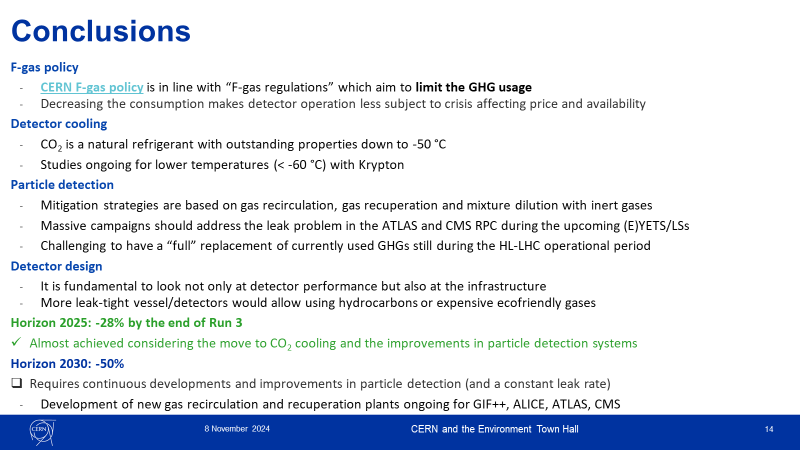 Conclusions
F-gas policy
- CERN F-gas policy is in line with “F-gas regulations” which aim to limit the GHG usage
- Decreasing the consumption makes detector operation less subject to crisis affecting price and availability
Detector cooling
- CO₂ is a natural refrigerant with outstanding properties down to -50 °C
- Studies ongoing for lower temperatures (< -60 °C) with Krypton
Particle detection
- Mitigation strategies are based on gas recirculation, gas recuperation and mixture dilution with inert gases
- Massive campaigns should address the leak problem in the ATLAS and CMS RPC during the upcoming (E)YETS/LSs
- Challenging to have a “full” replacement of currently used GHGs still during the HL-LHC operational period
Detector design
- It is fundamental to look not only at detector performance but also at the infrastructure
- More leak-tight vessel/detectors would allow using hydrocarbons or expensive ecofriendly gases
Horizon 2025: -28% by the end of Run 3
✓ Almost achieved considering the move to CO₂ cooling and the improvements in particle detection systems
Horizon 2030: -50%
❑ Requires continuous developments and improvements in particle detection (and a constant leak rate)
- Development of new gas recirculation and recuperation plants ongoing for GIF++, ALICE, ATLAS, CMS
CERN 8 November 2024 CERN and the Environment Town Hall 14